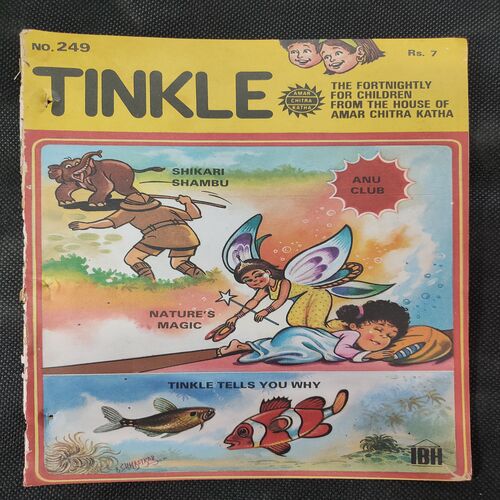 NO. 249
Rs. 7
TINKLE
AMAR
CHITRA
KATHA
THE FORTNIGHTLY
FOR CHILDREN
FROM THE HOUSE OF
AMAR CHITRA KATHA
SHIKARI
SHAMBU
ANU
CLUB
NATURE'S
MAGIC
TINKLE TELLS YOU WHY
IBH